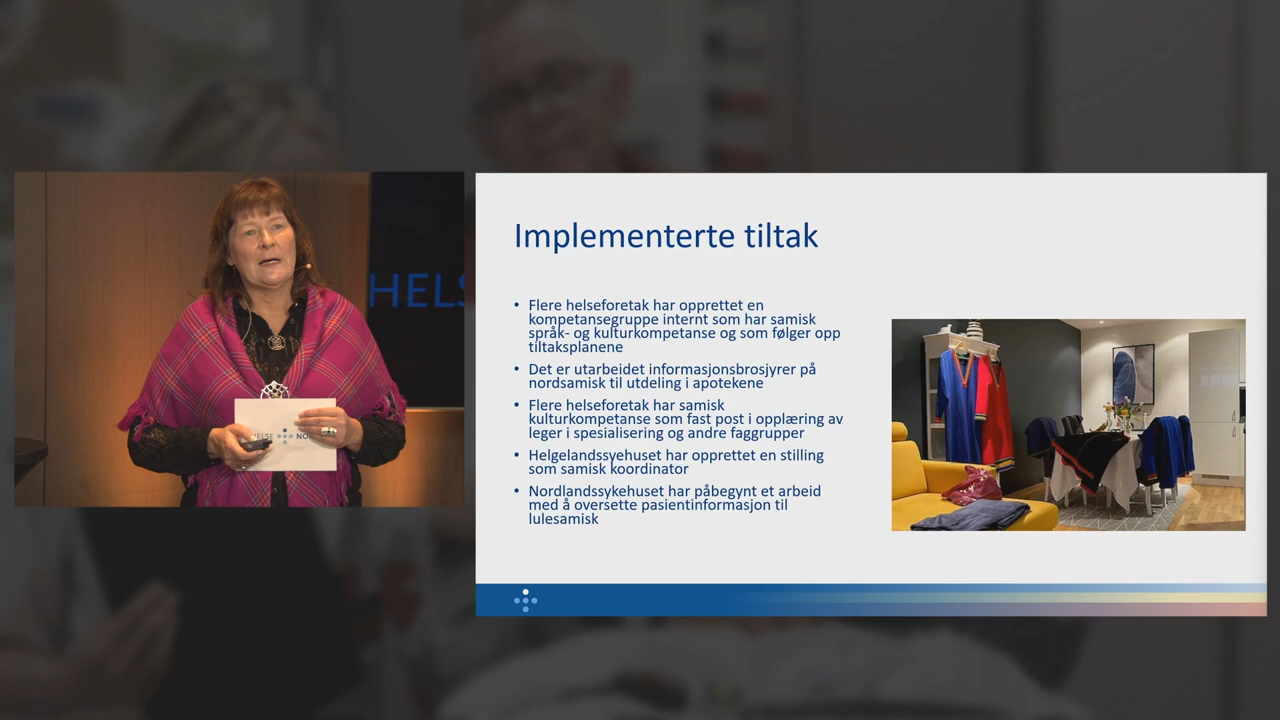 HELS
HELSE NOR
Implementerte tiltak
• Flere helseforetak har opprettet en
kompetansegruppe internt som har samisk
språk- og kulturkompetanse og som følger opp
tiltaksplanene
• Det er utarbeidet informasjonsbrosjyrer på
nordsamisk til utdeling i apotekene
• Flere helseforetak har samisk
kulturkompetanse som fast post i opplæring av
leger i spesialisering og andre faggrupper
• Helgelandssyehuset har opprettet en stilling
som samisk koordinator
• Nordlandssykehuset har påbegynt et arbeid
med å oversette pasientinformasjon til
lulesamisk